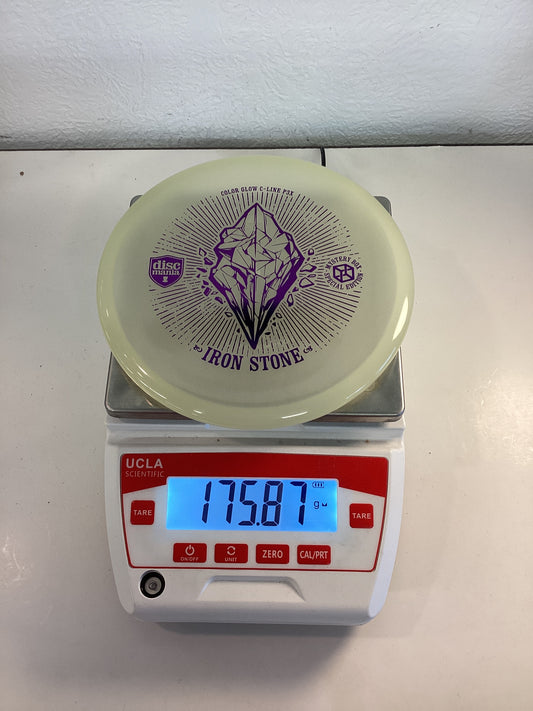 COLOR GLOW C-LINE P3X
disc
mania
MYSTERY BOX
SPECIAL EDITION
IRON STONE
UCLA
SCIENTIFIC
175.87 g
TARE
TARE
ON/OFF
UNIT
ZERO
CAL/PRT